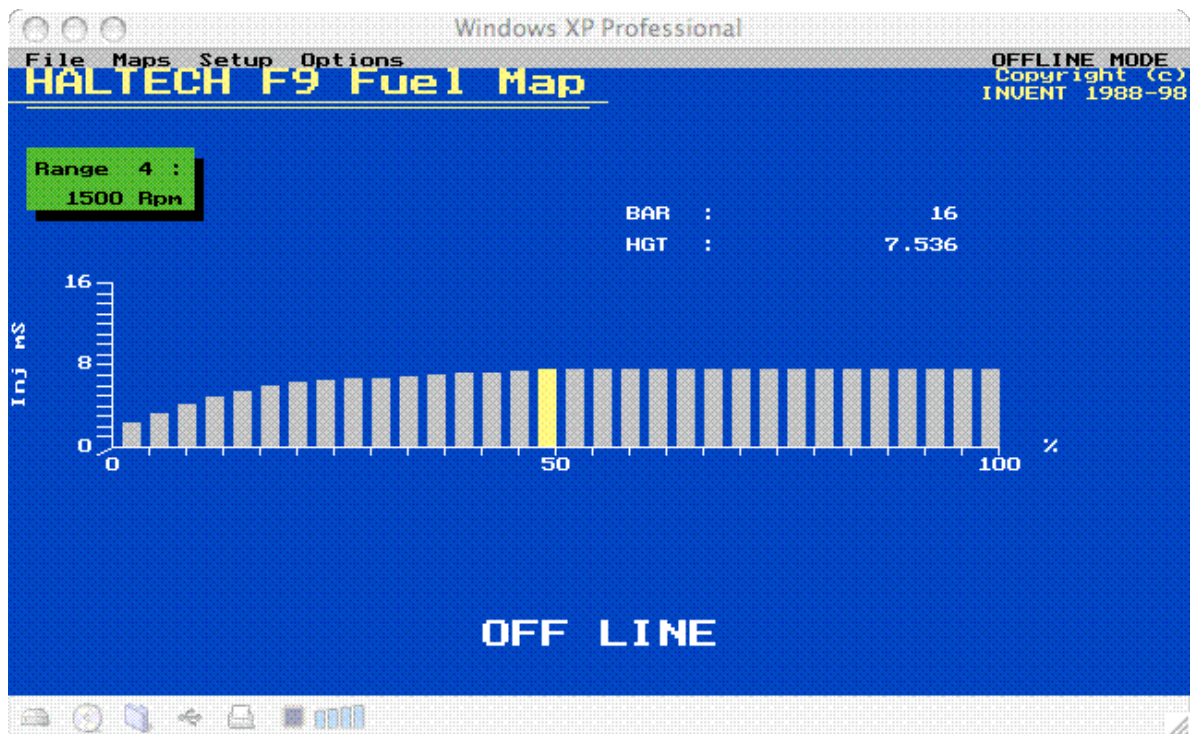 Windows XP Professional
File Maps Setup Options OFFLINE MODE
HALTECH F9 Fuel Map
Copyright (c)
INVENT 1988-98
Range 4 :
1500 Rpm
BAR : 16
HGT : 7.536
16
8
0
Inj mS
0 50 100 %
OFF LINE